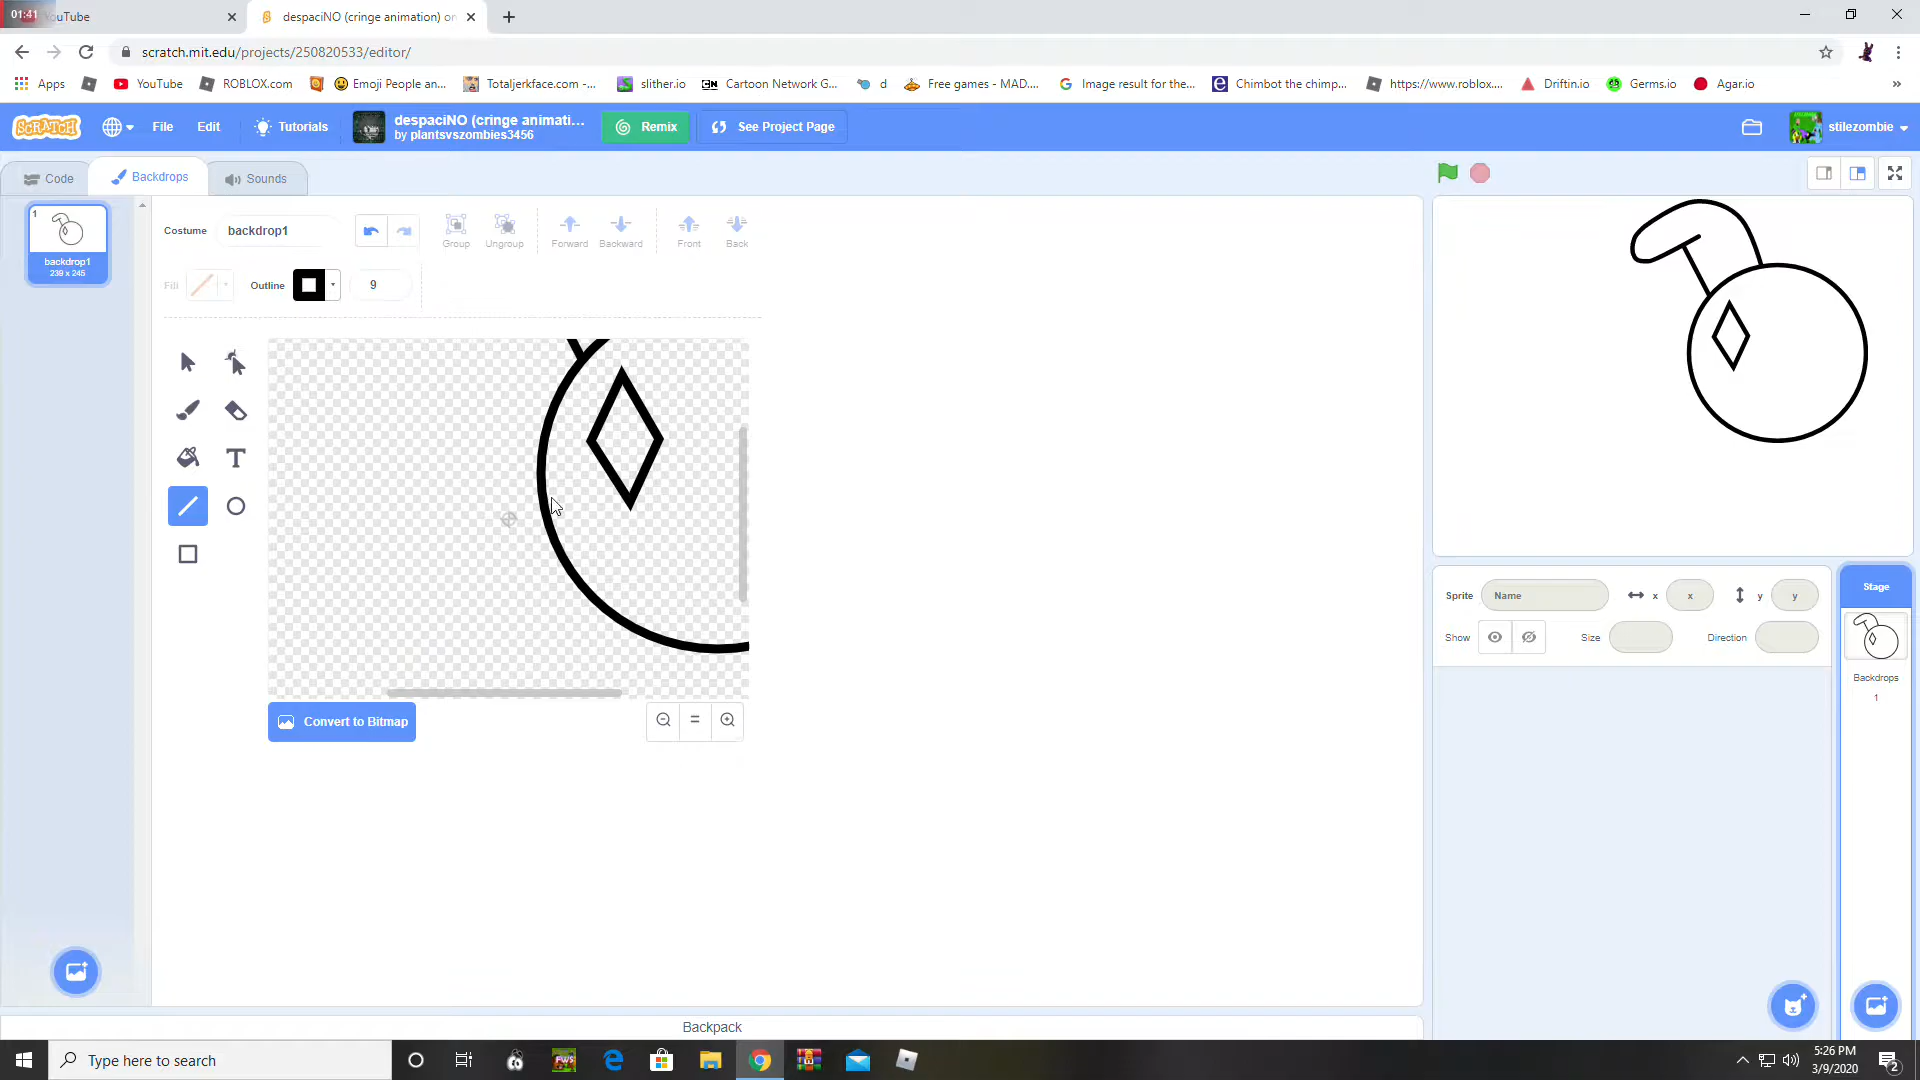 01:41
YouTube
despaciNO (cringe animation) on
scratch.mit.edu/projects/250820533/editor/
Apps
YouTube
ROBLOX.com
Emoji People an...
Totaljerkface.com -...
slither.io
CN
Cartoon Network G...
d
Free games - MAD....
Image result for the...
Chimbot the chimp...
https://www.roblox....
Driftin.io
Germs.io
Agar.io
»
SCRATCH
File
Edit
Tutorials
despaciNO (cringe animati...
by plantsvszombies3456
Remix
See Project Page
stilezombie
Code
Backdrops
Sounds
1
backdrop1
239 x 245
Costume
backdrop1
Group
Ungroup
Forward
Backward
Front
Back
Fill
Outline
9
T
Convert to Bitmap
=
Sprite
Name
x
x
y
y
Show
Size
Direction
Stage
Backdrops
1
Backpack
Type here to search
5:26 PM
3/9/2020
2